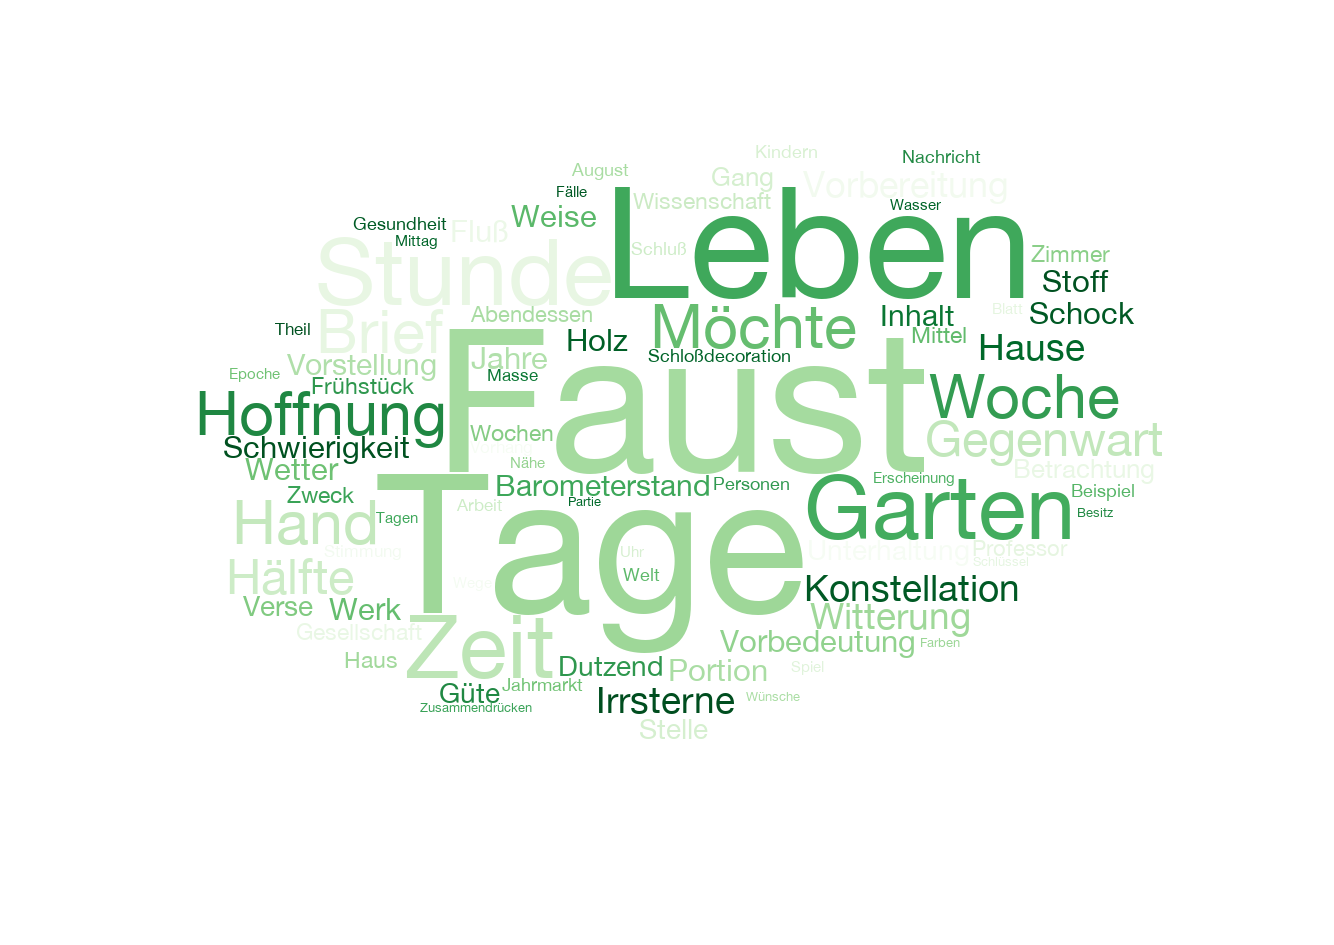 Kindern
Nachricht
August
Gang
Vorbereitung
Fälle
Wissenschaft
Wasser
Leben
Weise
Gesundheit
Fluß
Mittag
Schluß
Zimmer
Stunde
Stoff
Abendessen
Möchte
Inhalt
Blatt
Schock
Theil
Brief
Holz
Mittel
Hause
Schloßdecoration
Vorstellung
Jahre
Masse
Epoche
Frühstück
Faust
Woche
Hoffnung
Wochen
Gegenwart
Schwierigkeit
Nähe
Wetter
Betrachtung
Zweck
Barometerstand
Personen
Erscheinung
Beispiel
Partie
Arbeit
Garten
Besitz
Hand
Tagen
Tage
Stimmung
Uhr
Unterhaltung
Professor
Schlüssel
Hälfte
Wege
Welt
Konstellation
Verse
Werk
Witterung
Gesellschaft
Zeit
Vorbedeutung
Farben
Haus
Dutzend
Portion
Spiel
Güte
Jahrmarkt
Irrsterne
Wünsche
Zusammendrücken
Stelle